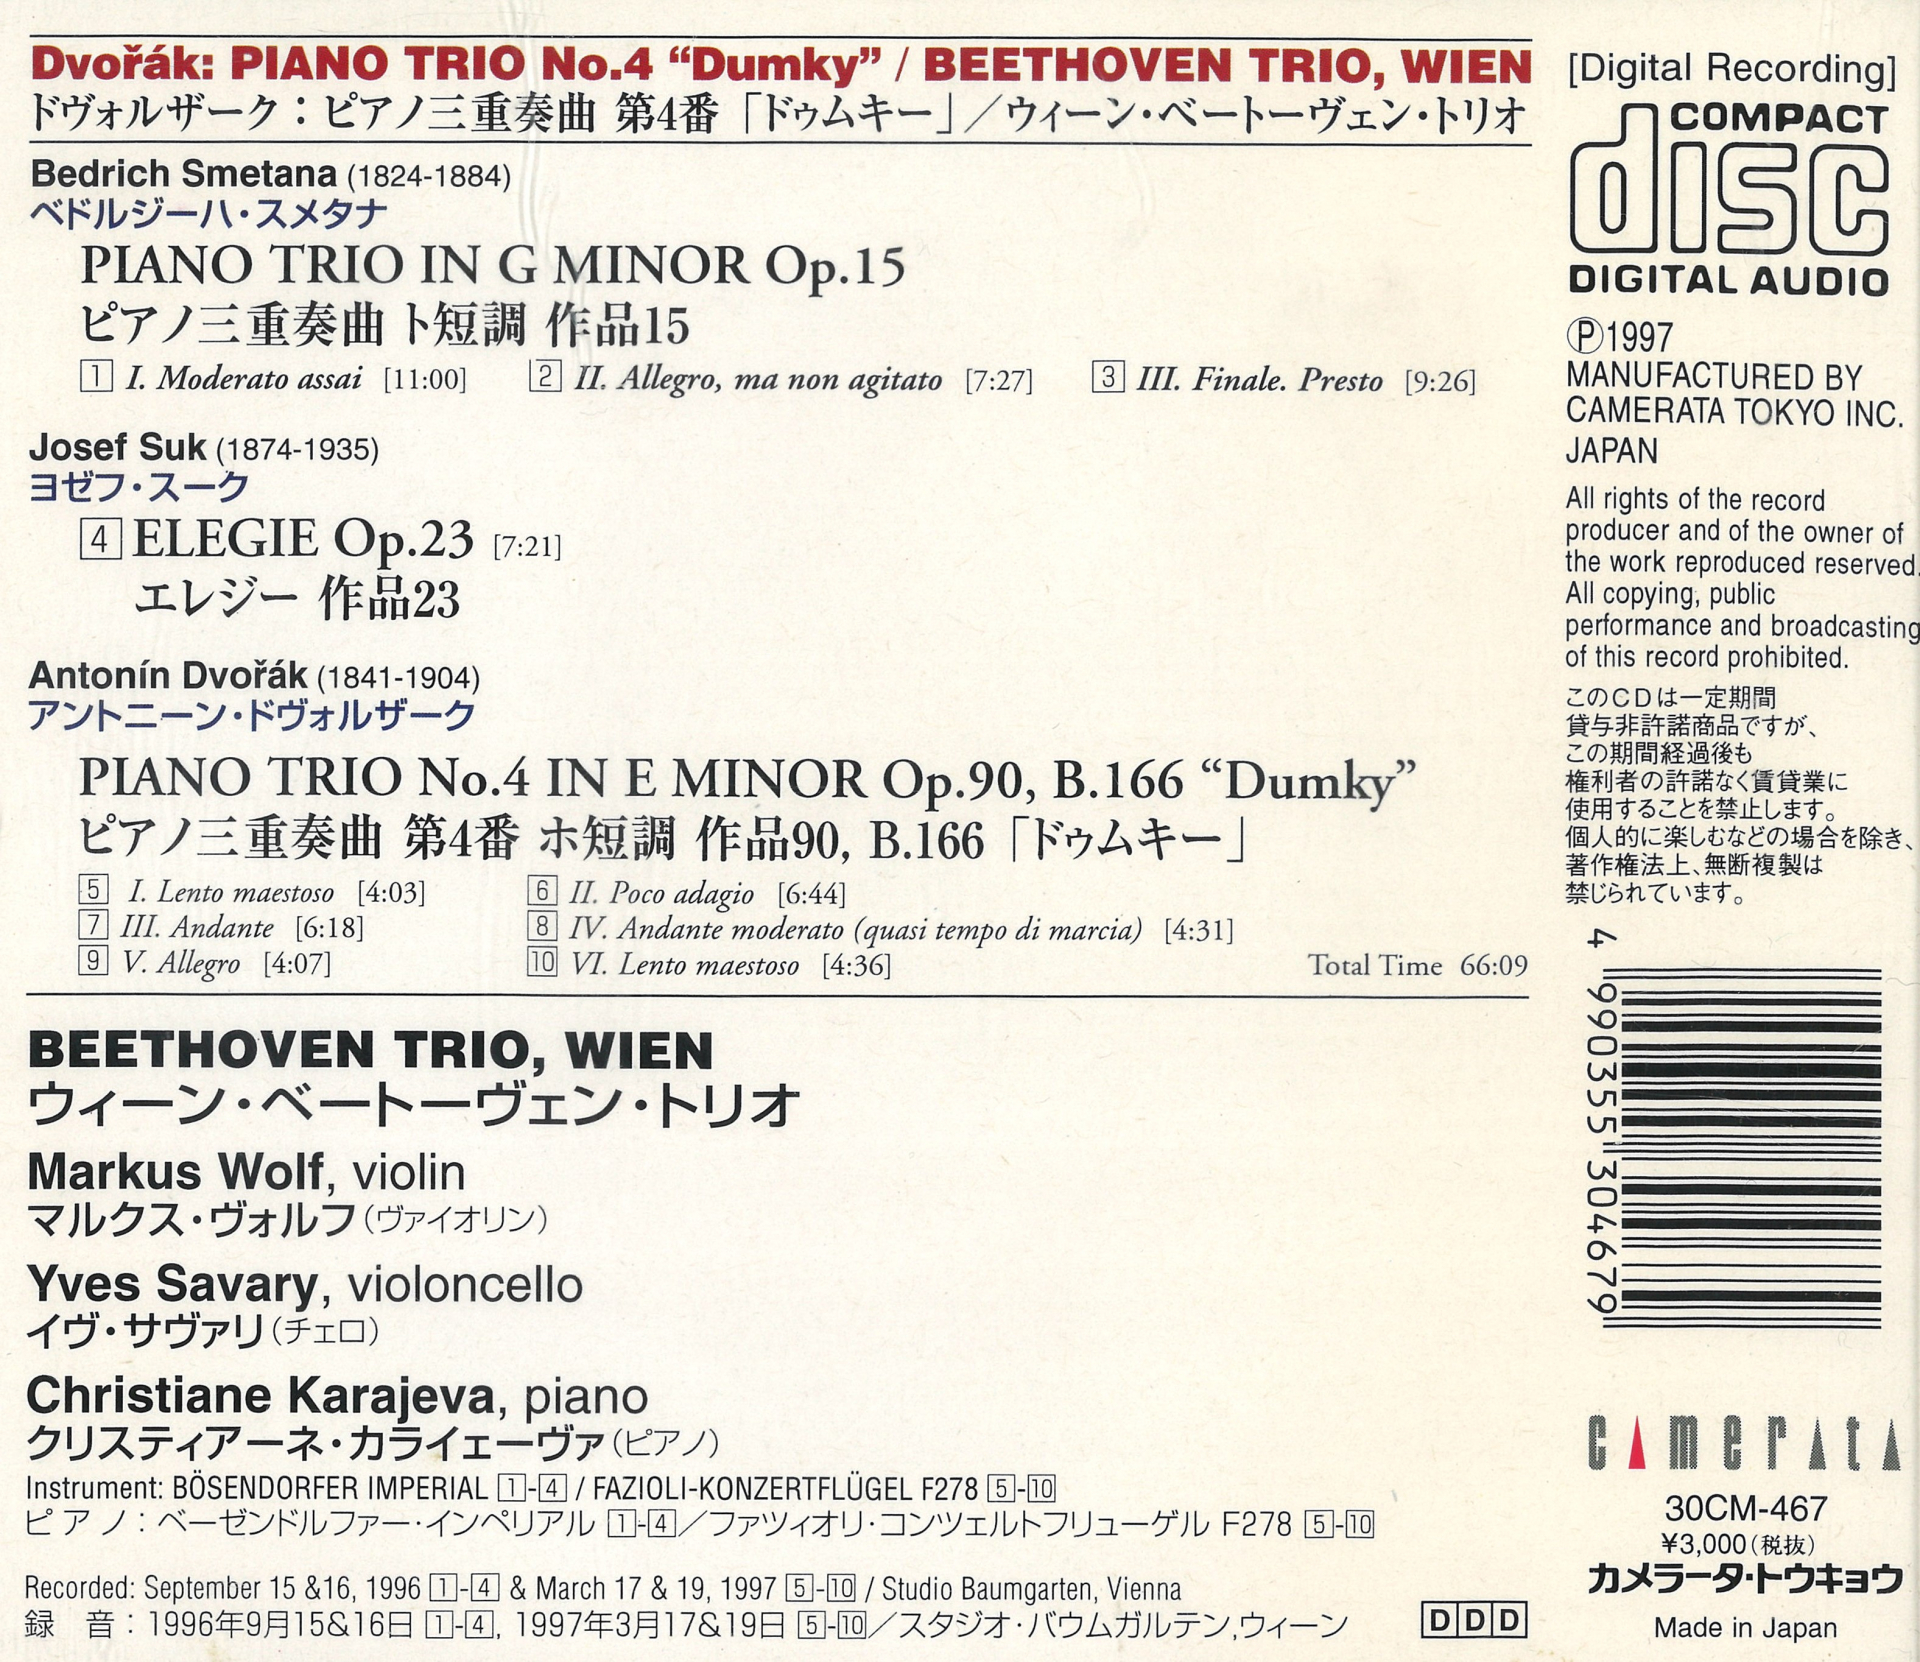 Dvořák: PIANO TRIO No.4 “Dumky” / BEETHOVEN TRIO, WIEN
ドヴォルザーク：ピアノ三重奏曲 第4番「ドゥムキー」／ウィーン・ベートーヴェン・トリオ
Bedrich Smetana (1824-1884)
ベドルジーハ・スメタナ
PIANO TRIO IN G MINOR Op.15
ピアノ三重奏曲 ト短調 作品15
1 I. Moderato assai [11:00] 2 II. Allegro, ma non agitato [7:27] 3 III. Finale. Presto [9:26]
Josef Suk (1874-1935)
ヨゼフ・スーク
4 ELEGIE Op.23 [7:21]
エレジー 作品23
Antonín Dvořák (1841-1904)
アントニーン・ドヴォルザーク
PIANO TRIO No.4 IN E MINOR Op.90, B.166 “Dumky”
ピアノ三重奏曲 第4番 ホ短調 作品90, B.166「ドゥムキー」
5 I. Lento maestoso [4:03] 6 II. Poco adagio [6:44]
7 III. Andante [6:18] 8 IV. Andante moderato (quasi tempo di marcia) [4:31]
9 V. Allegro [4:07] 10 VI. Lento maestoso [4:36] Total Time 66:09
BEETHOVEN TRIO, WIEN
ウィーン・ベートーヴェン・トリオ
Markus Wolf, violin
マルクス・ヴォルフ（ヴァイオリン）
Yves Savary, violoncello
イヴ・サヴァリ（チェロ）
Christiane Karajeva, piano
クリスティアーネ・カライェーヴァ（ピアノ）
Instrument: BÖSENDORFER IMPERIAL 1-4 / FAZIOLI-KONZERTFLÜGEL F278 5-10
ピアノ：ベーゼンドルファー・インペリアル 1-4／ファツィオリ・コンツェルトフリューゲル F278 5-10
Recorded: September 15 &16, 1996 1-4 & March 17 & 19, 1997 5-10 / Studio Baumgarten, Vienna
録 音：1996年9月15&16日 1-4, 1997年3月17&19日 5-10／スタジオ・バウムガルテン,ウィーン
DDD
[Digital Recording]
COMPACT
disc
DIGITAL AUDIO
Ⓟ1997
MANUFACTURED BY
CAMERATA TOKYO INC.
JAPAN
All rights of the record
producer and of the owner of
the work reproduced reserved.
All copying, public
performance and broadcasting
of this record prohibited.
このCDは一定期間
貸与非許諾商品ですが、
この期間経過後も
権利者の許諾なく賃貸業に
使用することを禁止します。
個人的に楽しむなどの場合を除き、
著作権法上、無断複製は
禁じられています。
4 990355 304679
camerata
30CM-467
¥3,000（税抜）
カメラータ・トウキョウ
Made in Japan